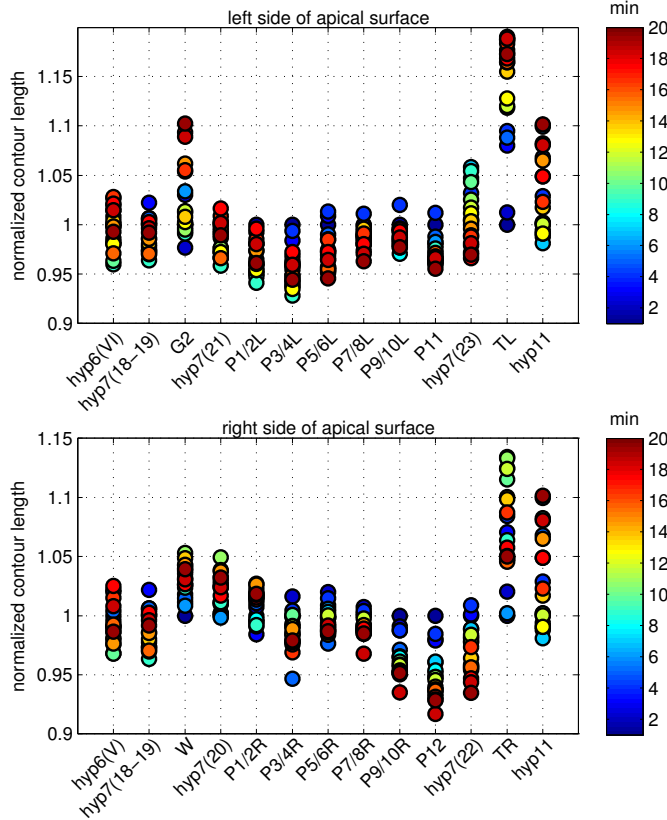 left side of apical surface
min
normalized contour length
1.15
1.1
1.05
1
0.95
0.9
hyp6(VI)
hyp7(18−19)
G2
hyp7(21)
P1/2L
P3/4L
P5/6L
P7/8L
P9/10L
P11
hyp7(23)
TL
hyp11
20
18
16
14
12
10
8
6
4
2
right side of apical surface
min
normalized contour length
1.15
1.1
1.05
1
0.95
0.9
hyp6(V)
hyp7(18−19)
W
hyp7(20)
P1/2R
P3/4R
P5/6R
P7/8R
P9/10R
P12
hyp7(22)
TR
hyp11
20
18
16
14
12
10
8
6
4
2